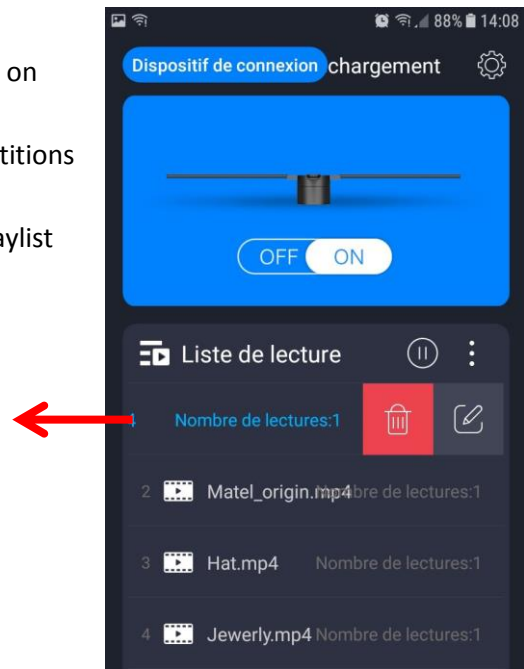 on
titions
aylist
88% 14:08
Dispositif de connexion chargement
OFF ON
Liste de lecture
Nombre de lectures:1
2 Matel_origin.mp4 Nombre de lectures:1
3 Hat.mp4 Nombre de lectures:1
4 Jewerly.mp4 Nombre de lectures:1